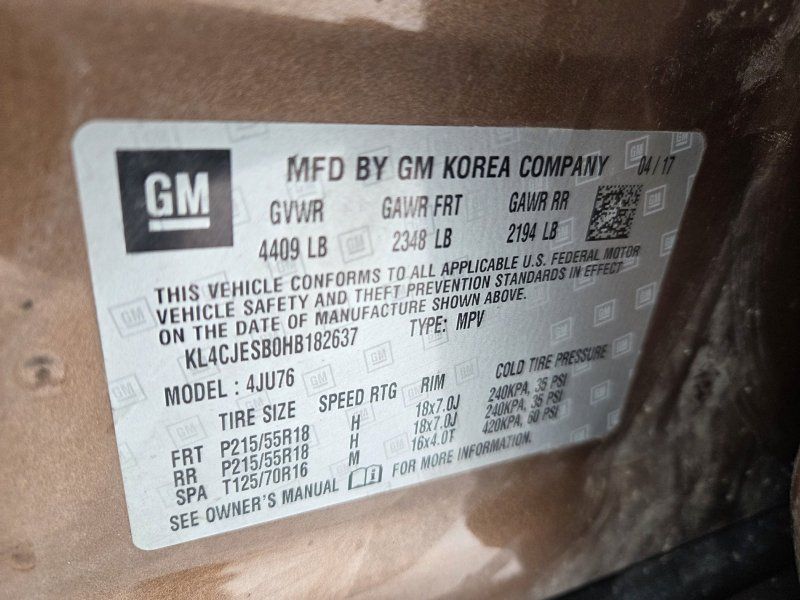 GM
MFD BY GM KOREA COMPANY 04 / 17
GVWR GAWR FRT GAWR RR
4409 LB 2348 LB 2194 LB
THIS VEHICLE CONFORMS TO ALL APPLICABLE U.S. FEDERAL MOTOR
VEHICLE SAFETY AND THEFT PREVENTION STANDARDS IN EFFECT
ON THE DATE OF MANUFACTURE SHOWN ABOVE.
KL4CJESB0HB182637 TYPE: MPV
MODEL : 4JU76
TIRE SIZE SPEED RTG RIM COLD TIRE PRESSURE
FRT P215/55R18 H 18x7.0J 240KPA, 35 PSI
RR P215/55R18 H 18x7.0J 240KPA, 35 PSI
SPA T125/70R16 M 16x4.0T 420KPA, 60 PSI
SEE OWNER'S MANUAL FOR MORE INFORMATION.